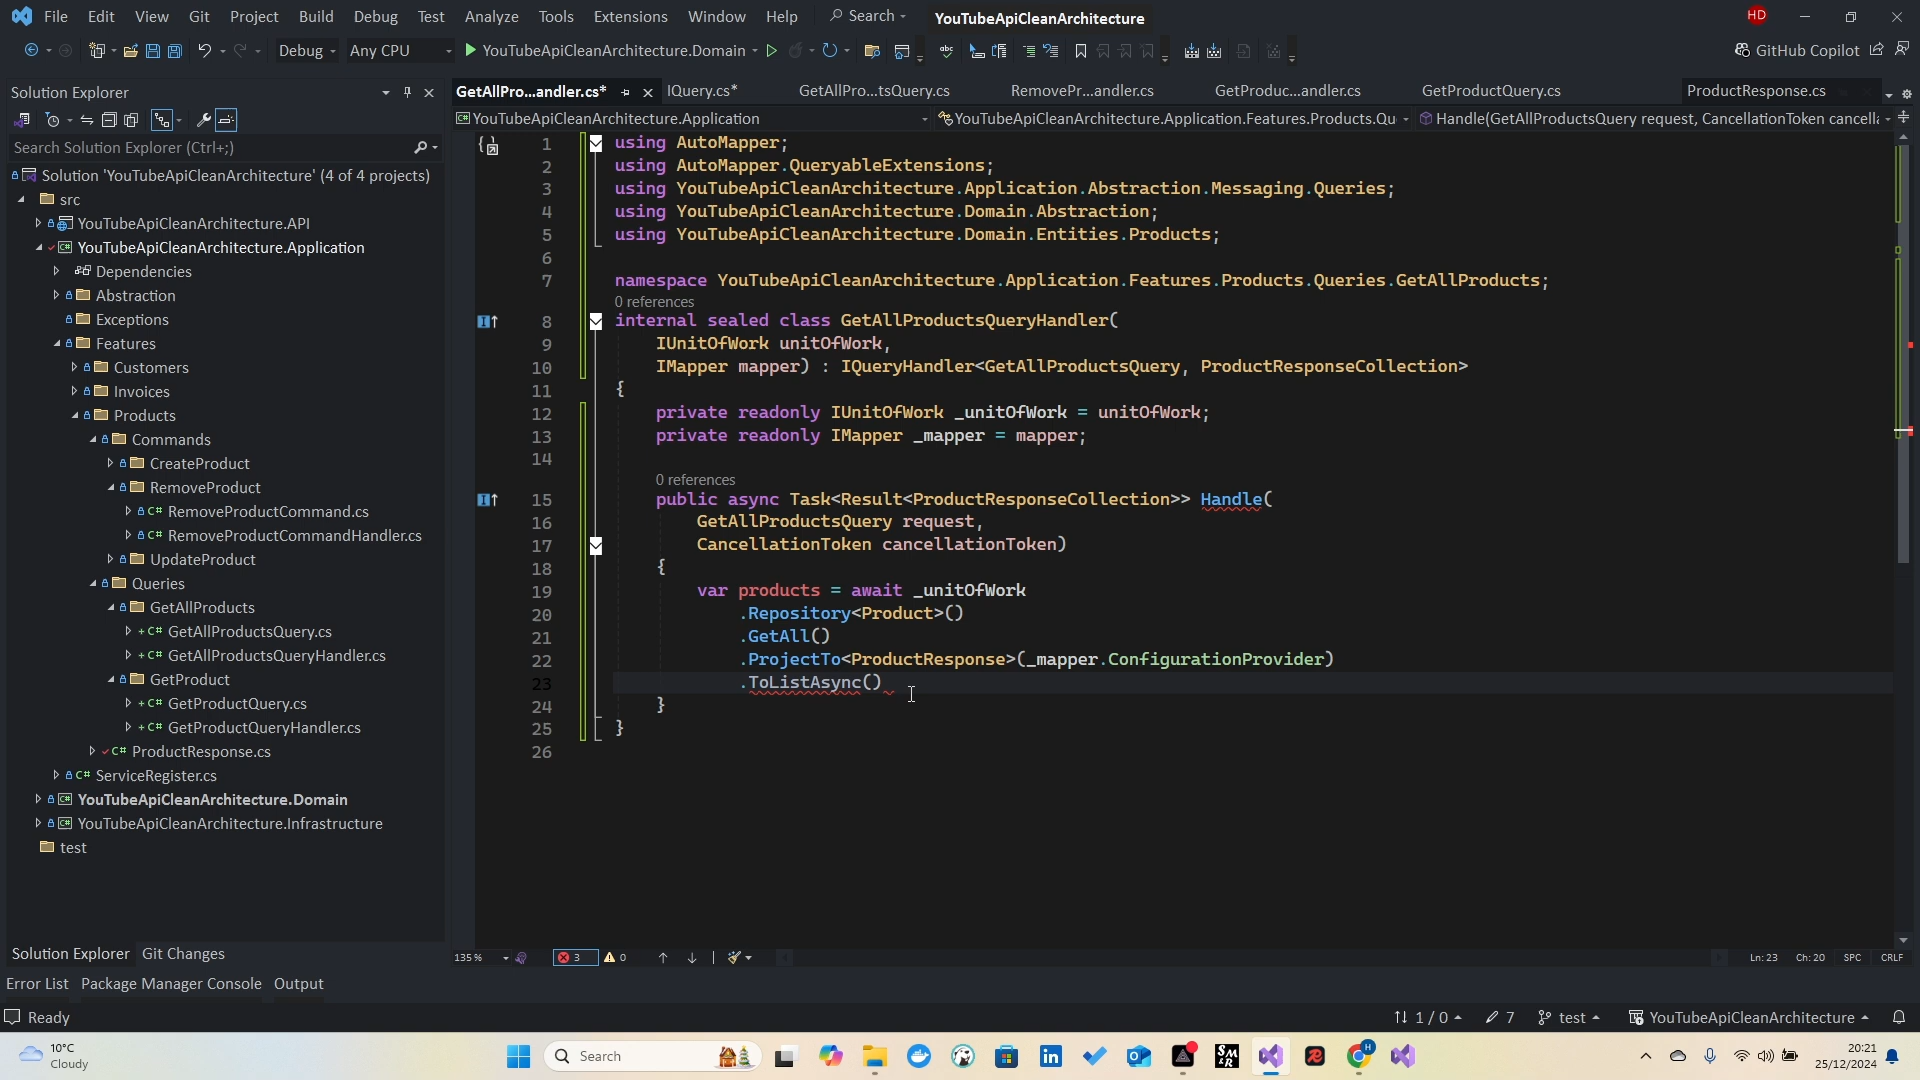 File Edit View Git Project Build Debug Test Analyze Tools Extensions Window Help Search YouTubeApiCleanArchitecture HD
Debug Any CPU YouTubeApiCleanArchitecture.Domain GitHub Copilot
Solution Explorer
GetAllPro...andler.cs* IQuery.cs* GetAllPro...tsQuery.cs RemovePr...andler.cs GetProduc...andler.cs GetProductQuery.cs ProductResponse.cs
YouTubeApiCleanArchitecture.Application YouTubeApiCleanArchitecture.Application.Features.Products.Qu Handle(GetAllProductsQuery request, CancellationToken cancell
Search Solution Explorer (Ctrl+;)
Solution 'YouTubeApiCleanArchitecture' (4 of 4 projects)
src
YouTubeApiCleanArchitecture.API
YouTubeApiCleanArchitecture.Application
Dependencies
Abstraction
Exceptions
Features
Customers
Invoices
Products
Commands
CreateProduct
RemoveProduct
RemoveProductCommand.cs
RemoveProductCommandHandler.cs
UpdateProduct
Queries
GetAllProducts
GetAllProductsQuery.cs
GetAllProductsQueryHandler.cs
GetProduct
GetProductQuery.cs
GetProductQueryHandler.cs
ProductResponse.cs
ServiceRegister.cs
YouTubeApiCleanArchitecture.Domain
YouTubeApiCleanArchitecture.Infrastructure
test
1 using AutoMapper;
2 using AutoMapper.QueryableExtensions;
3 using YouTubeApiCleanArchitecture.Application.Abstraction.Messaging.Queries;
4 using YouTubeApiCleanArchitecture.Domain.Abstraction;
5 using YouTubeApiCleanArchitecture.Domain.Entities.Products;
6
7 namespace YouTubeApiCleanArchitecture.Application.Features.Products.Queries.GetAllProducts;
0 references
8 internal sealed class GetAllProductsQueryHandler(
9 IUnitOfWork unitOfWork,
10 IMapper mapper) : IQueryHandler<GetAllProductsQuery, ProductResponseCollection>
11 {
12 private readonly IUnitOfWork _unitOfWork = unitOfWork;
13 private readonly IMapper _mapper = mapper;
14
0 references
15 public async Task<Result<ProductResponseCollection>> Handle(
16 GetAllProductsQuery request,
17 CancellationToken cancellationToken)
18 {
19 var products = await _unitOfWork
20 .Repository<Product>()
21 .GetAll()
22 .ProjectTo<ProductResponse>(_mapper.ConfigurationProvider)
23 .ToListAsync()
24 }
25 }
26
Solution Explorer Git Changes
135 % 3 0 Ln: 23 Ch: 20 SPC CRLF
Error List Package Manager Console Output
Ready 1 / 0 7 test YouTubeApiCleanArchitecture
10°C
Cloudy
Search
20:21
25/12/2024